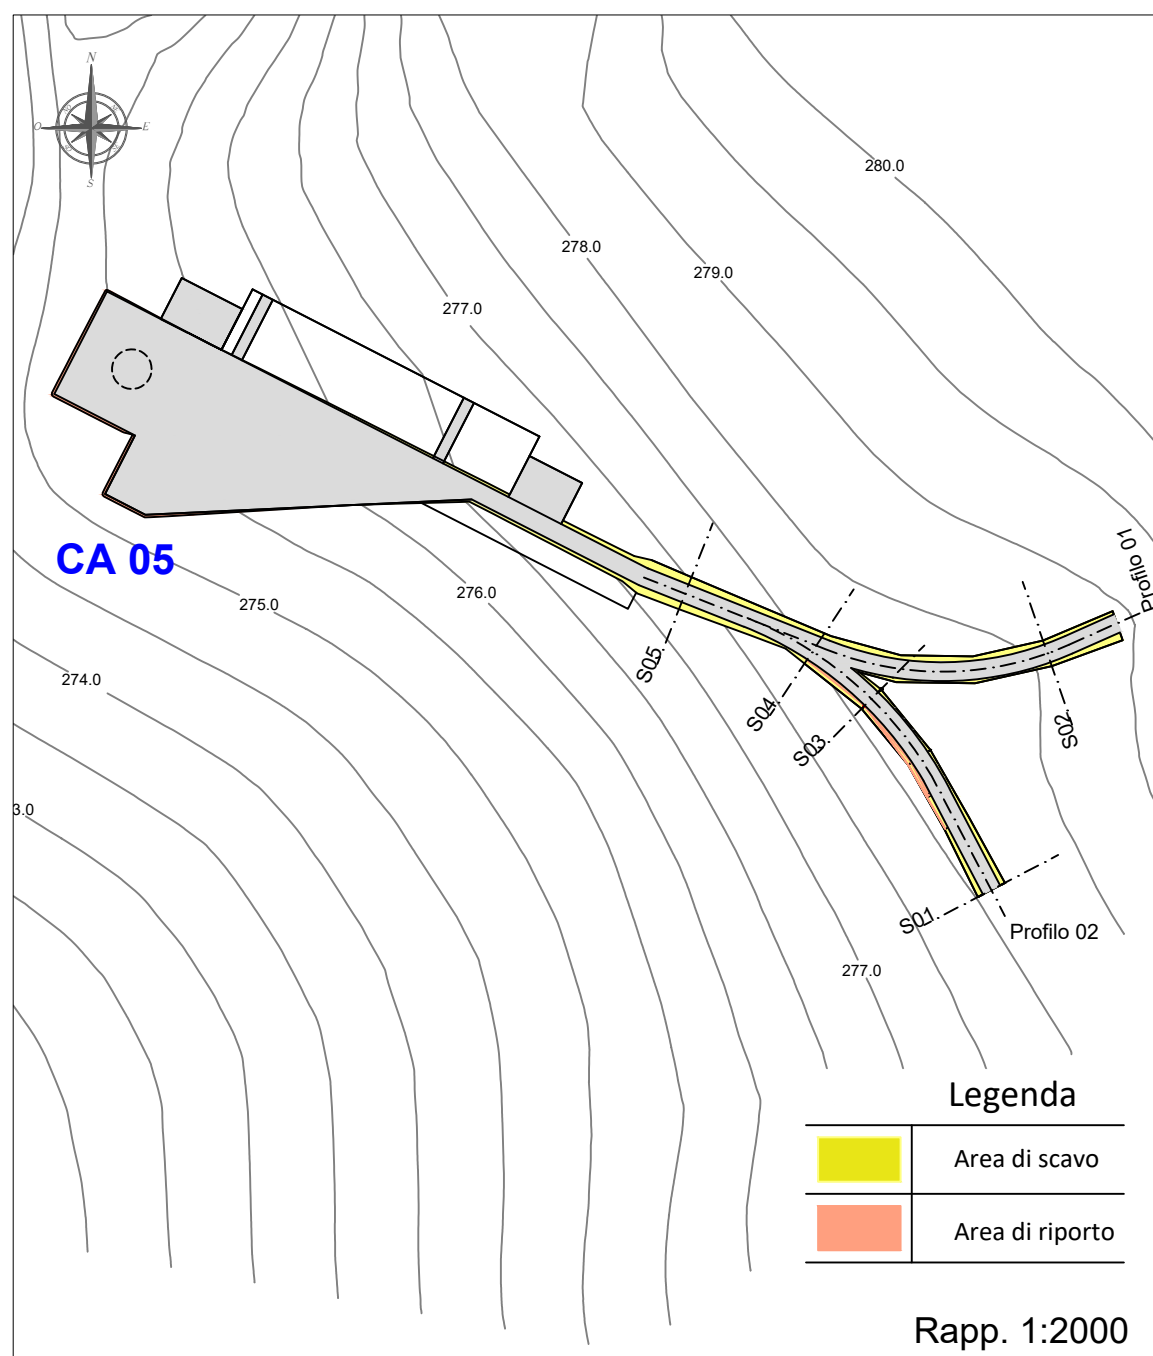 N
O
E
S
280.0
278.0
279.0
277.0
Profilo 01
CA 05
275.0
276.0
S05
274.0
S04
S02
S03
3.0
S01
Profilo 02
277.0
Legenda
Area di scavo
Area di riporto
Rapp. 1:2000